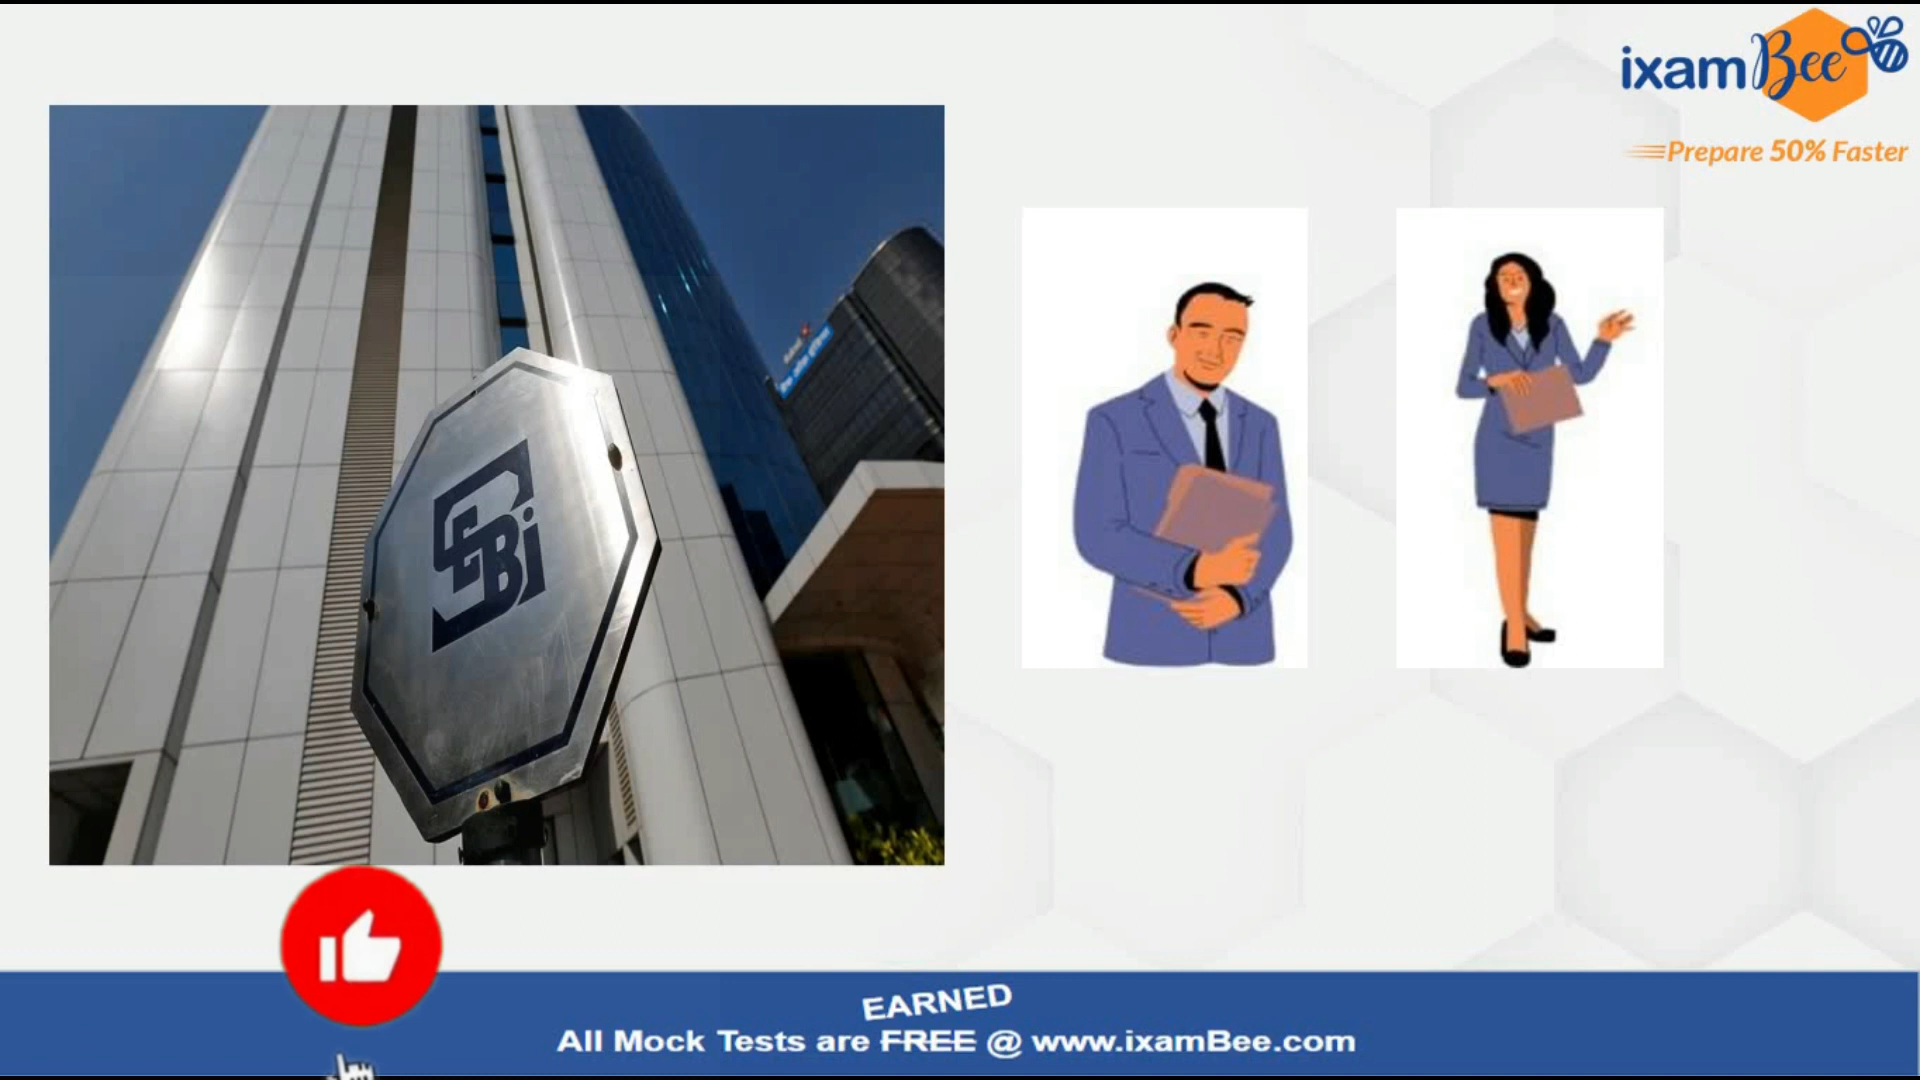 ixamBee
Prepare 50% Faster
SEBi
EARNED
All Mock Tests are FREE @ www.ixamBee.com